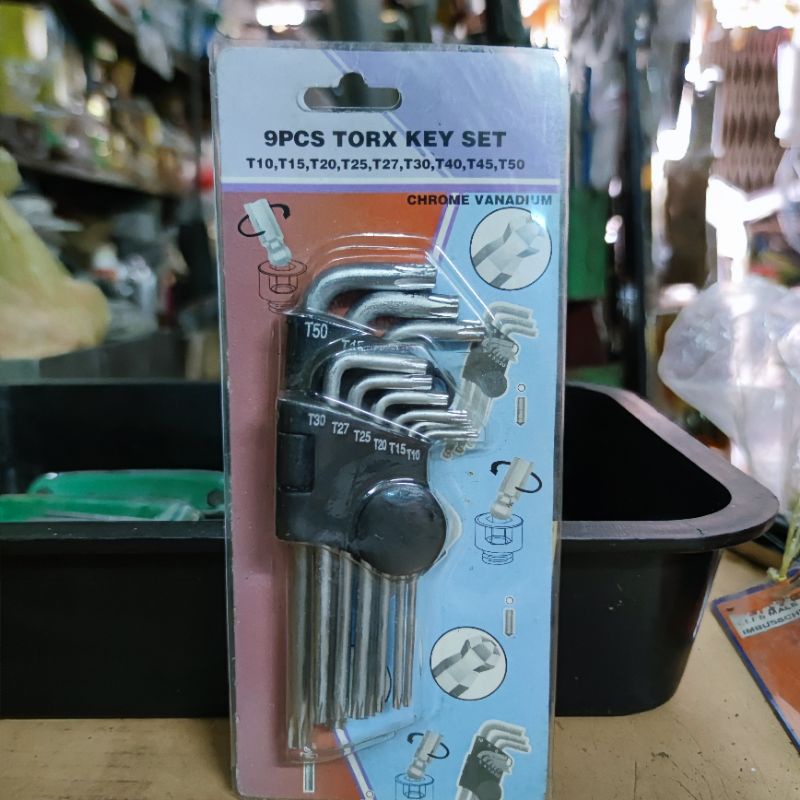 9PCS TORX KEY SET
T10,T15,T20,T25,T27,T30,T40,T45,T50
CHROME VANADIUM
T50
T30 T27 T25 T20 T15 T10